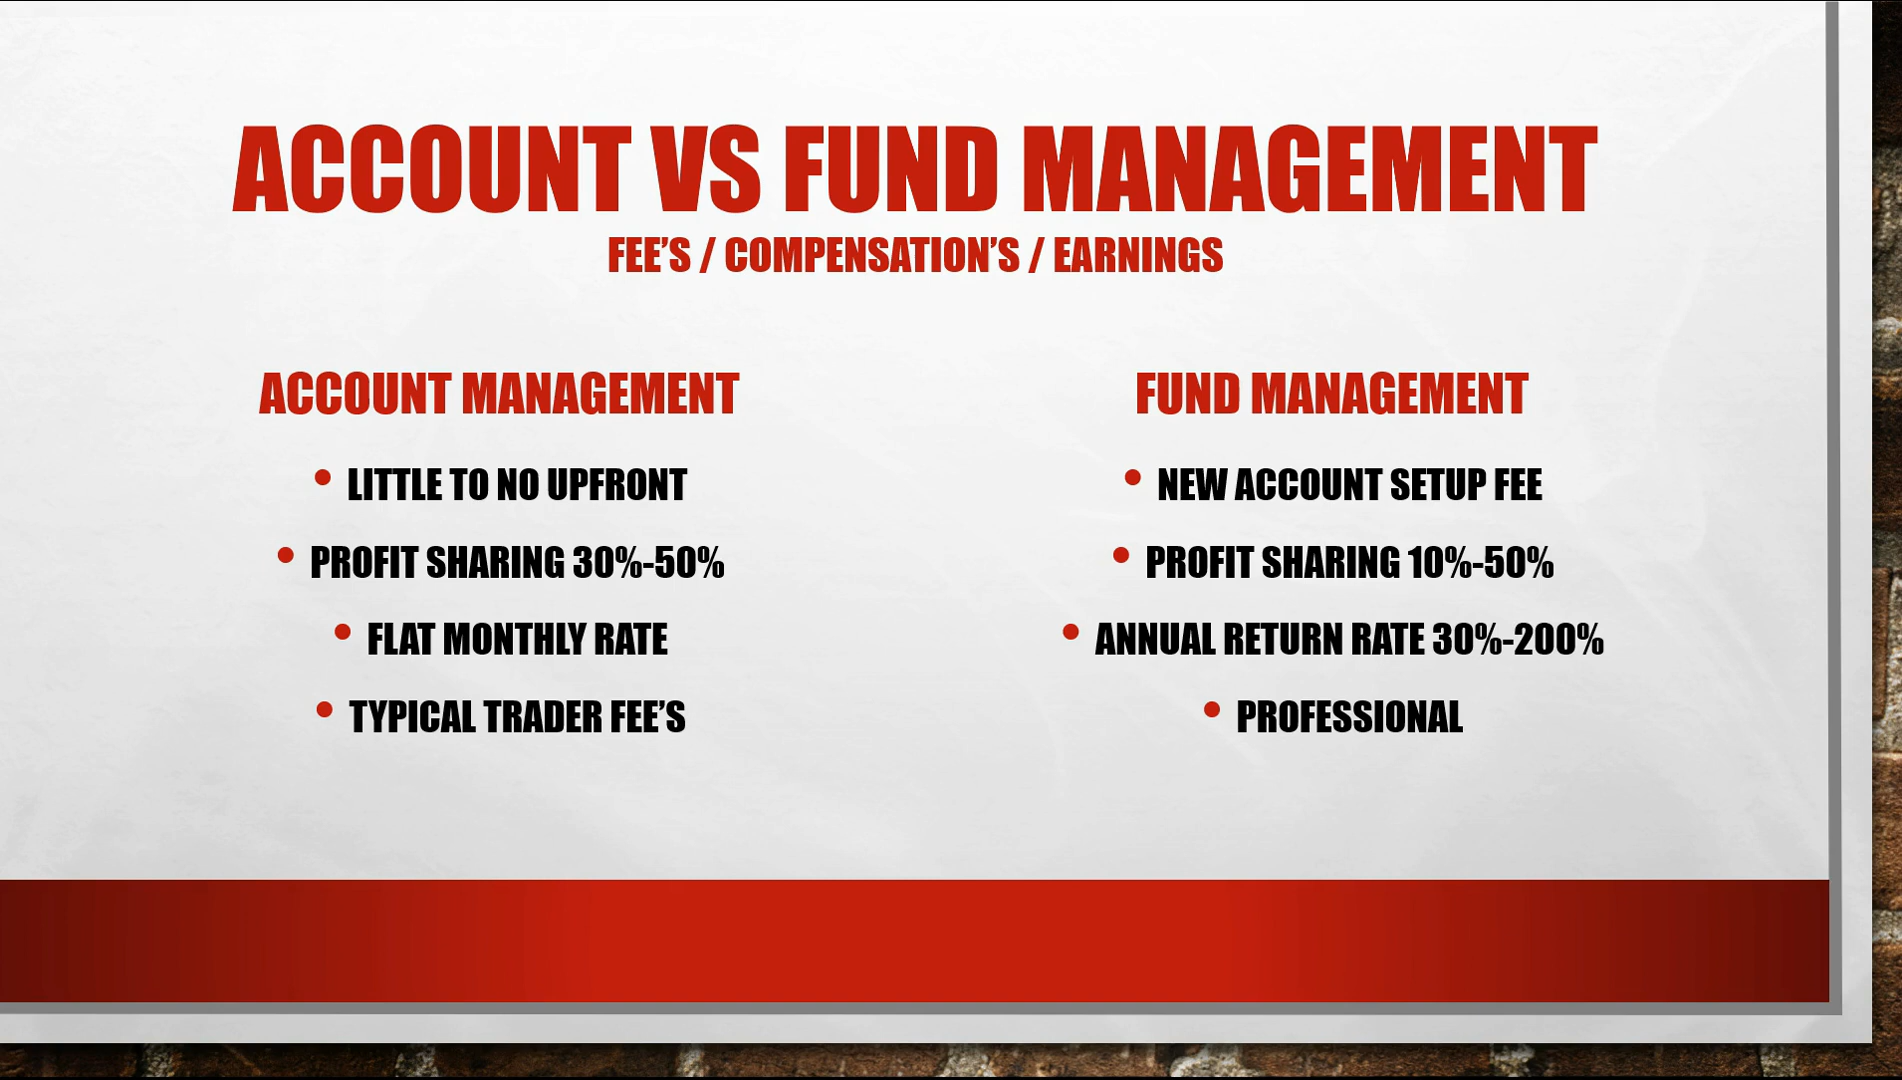 ACCOUNT VS FUND MANAGEMENT
FEE’S / COMPENSATION’S / EARNINGS
ACCOUNT MANAGEMENT
• LITTLE TO NO UPFRONT
• PROFIT SHARING 30%-50%
• FLAT MONTHLY RATE
• TYPICAL TRADER FEE’S
FUND MANAGEMENT
• NEW ACCOUNT SETUP FEE
• PROFIT SHARING 10%-50%
• ANNUAL RETURN RATE 30%-200%
• PROFESSIONAL